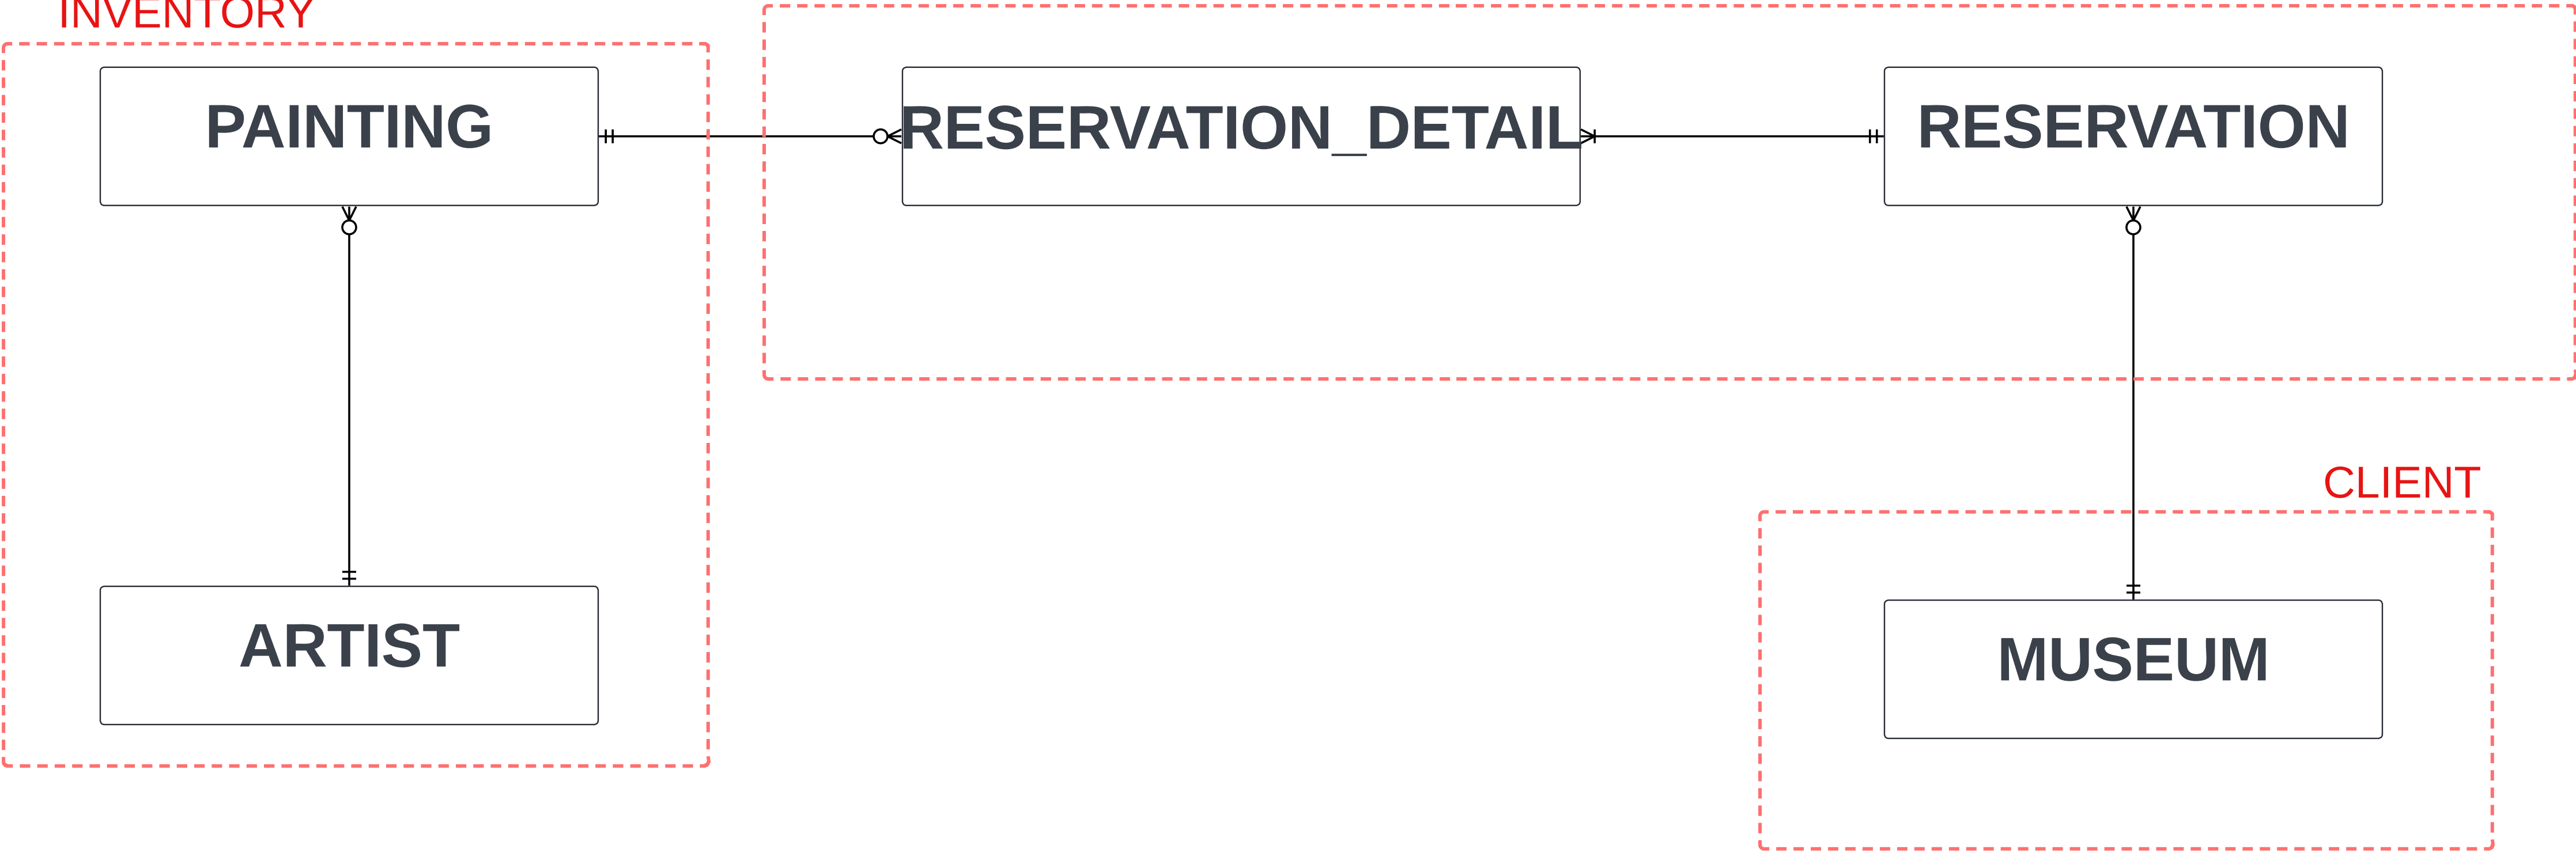 INVENTORY
PAINTING
RESERVATION_DETAIL
RESERVATION
CLIENT
ARTIST
MUSEUM